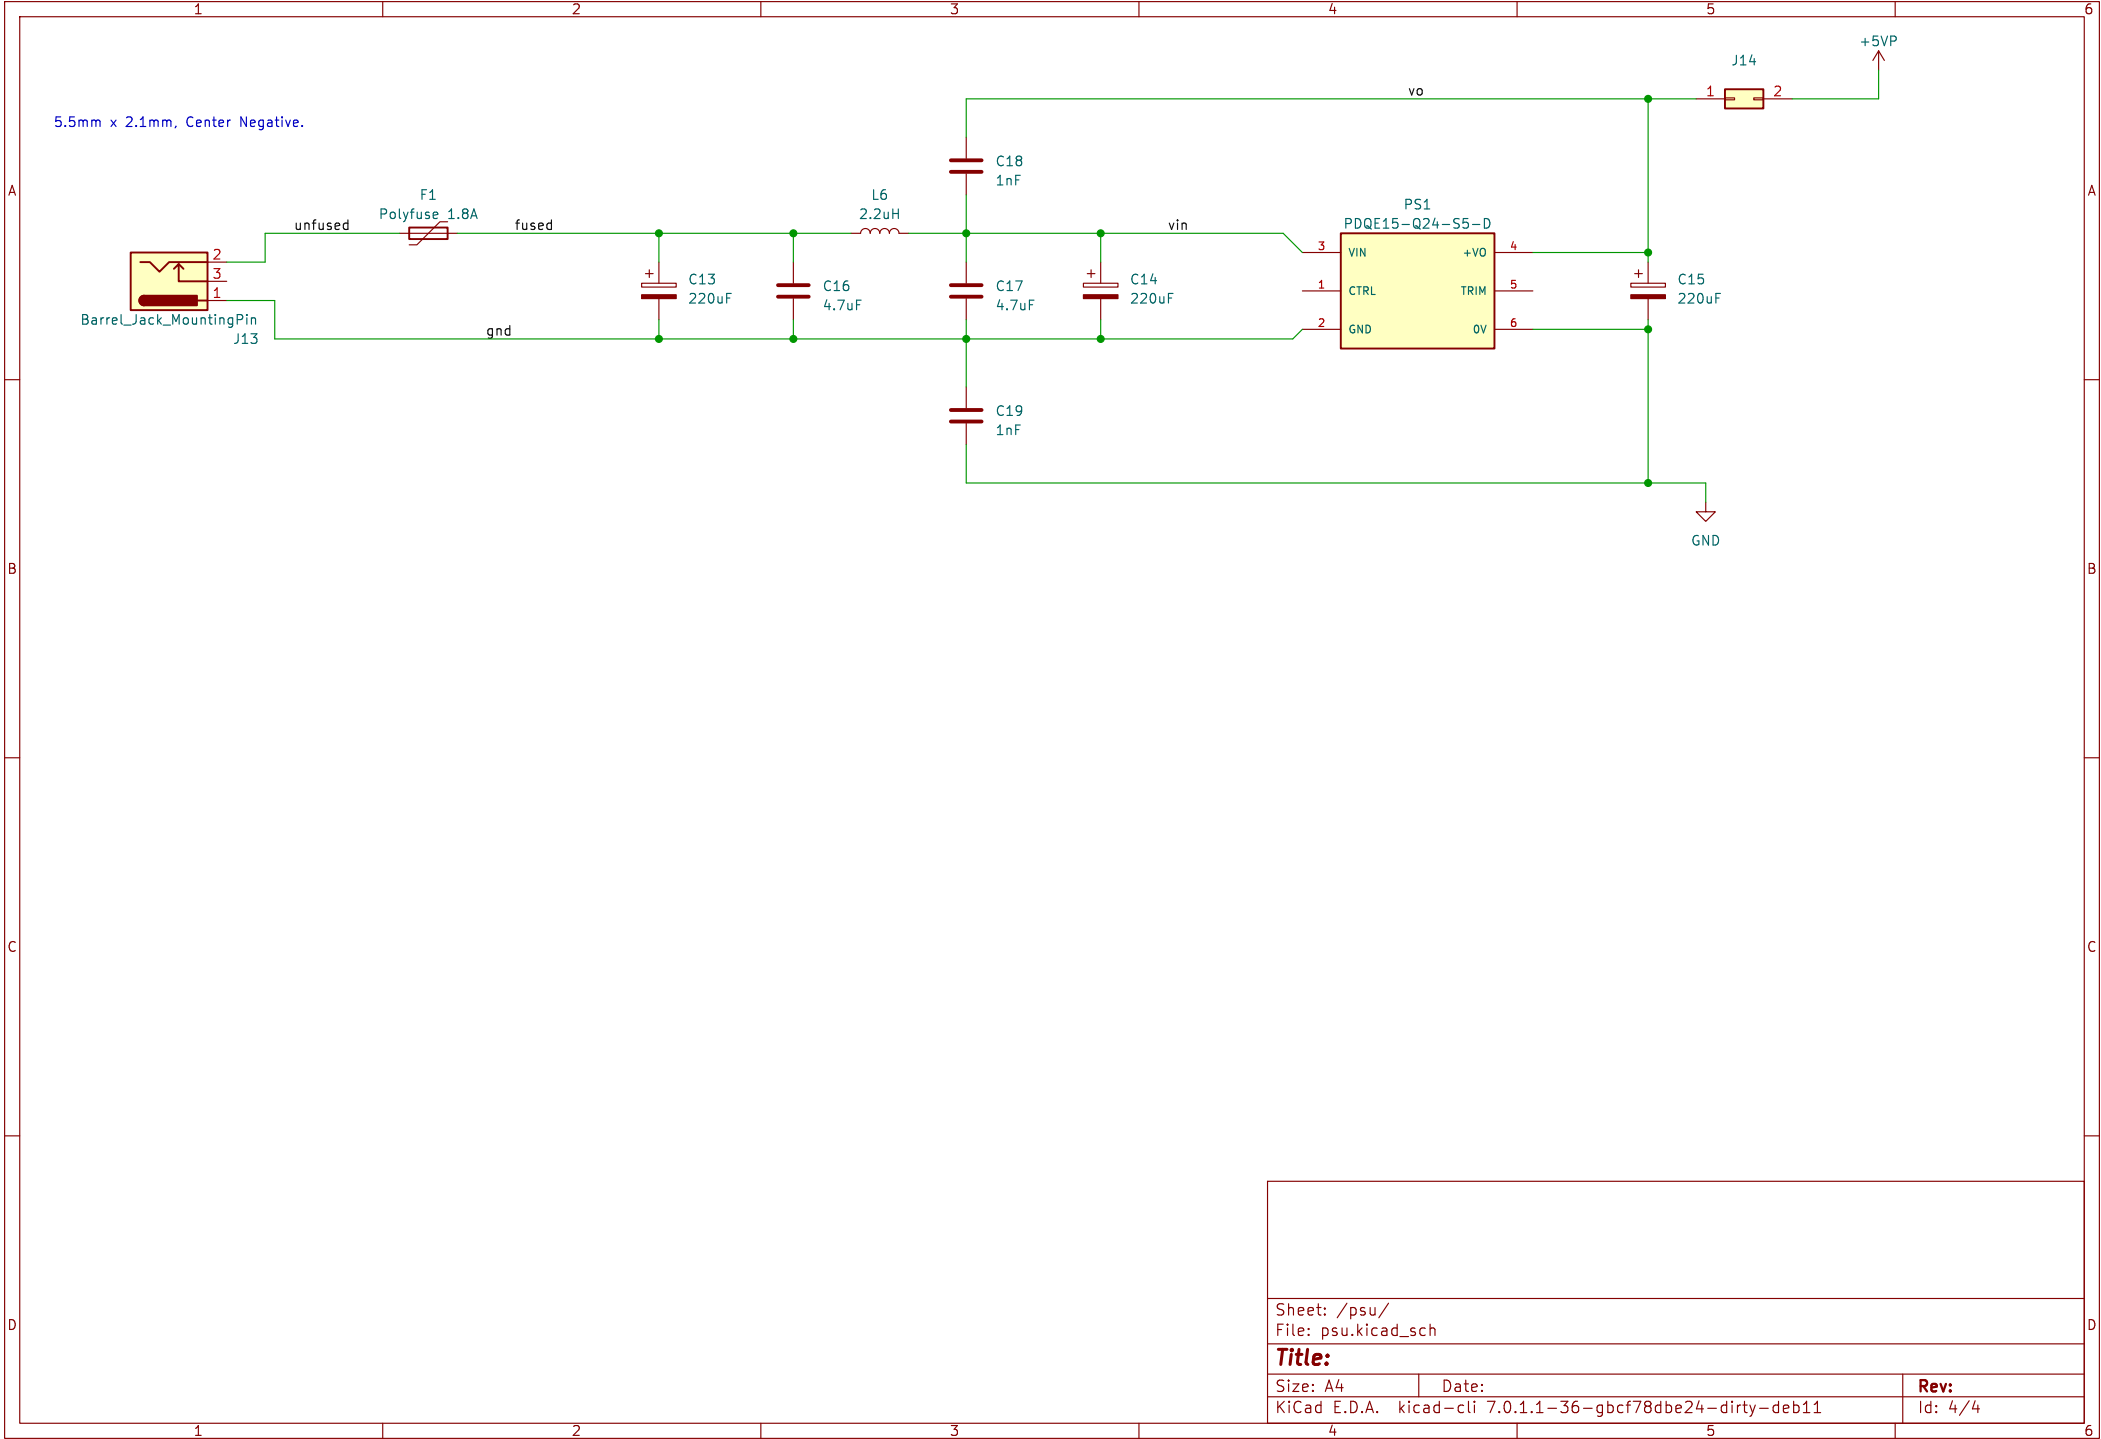 1 2 3 4 5 6
+5VP
J14
vo
1 2
5.5mm x 2.1mm, Center Negative.
C18
1nF
A A
F1
Polyfuse 1.8A
L6
2.2uH
PS1
PDQE15-Q24-S5-D
unfused
fused
vin
2
3
1
Barrel_Jack_MountingPin
J13
gnd
+
C13
220uF
C16
4.7uF
C17
4.7uF
+
C14
220uF
3 VIN +VO 4
1 CTRL TRIM 5
2 GND 0V 6
+
C15
220uF
C19
1nF
GND
B B
C C
D D
Sheet: /psu/
File: psu.kicad_sch
Title:
Size: A4 Date: Rev:
KiCad E.D.A. kicad-cli 7.0.1.1-36-gbcf78dbe24-dirty-deb11 Id: 4/4
1 2 3 4 5 6